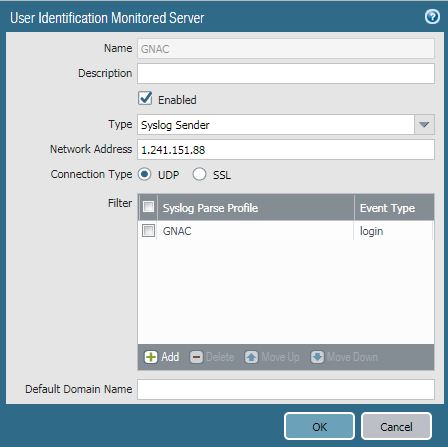 User Identification Monitored Server
Name GNAC
Description
Enabled
Type Syslog Sender
Network Address 1.241.151.88
Connection Type UDP SSL
Filter Syslog Parse Profile Event Type
GNAC login
Add Delete Move Up Move Down
Default Domain Name
OK Cancel